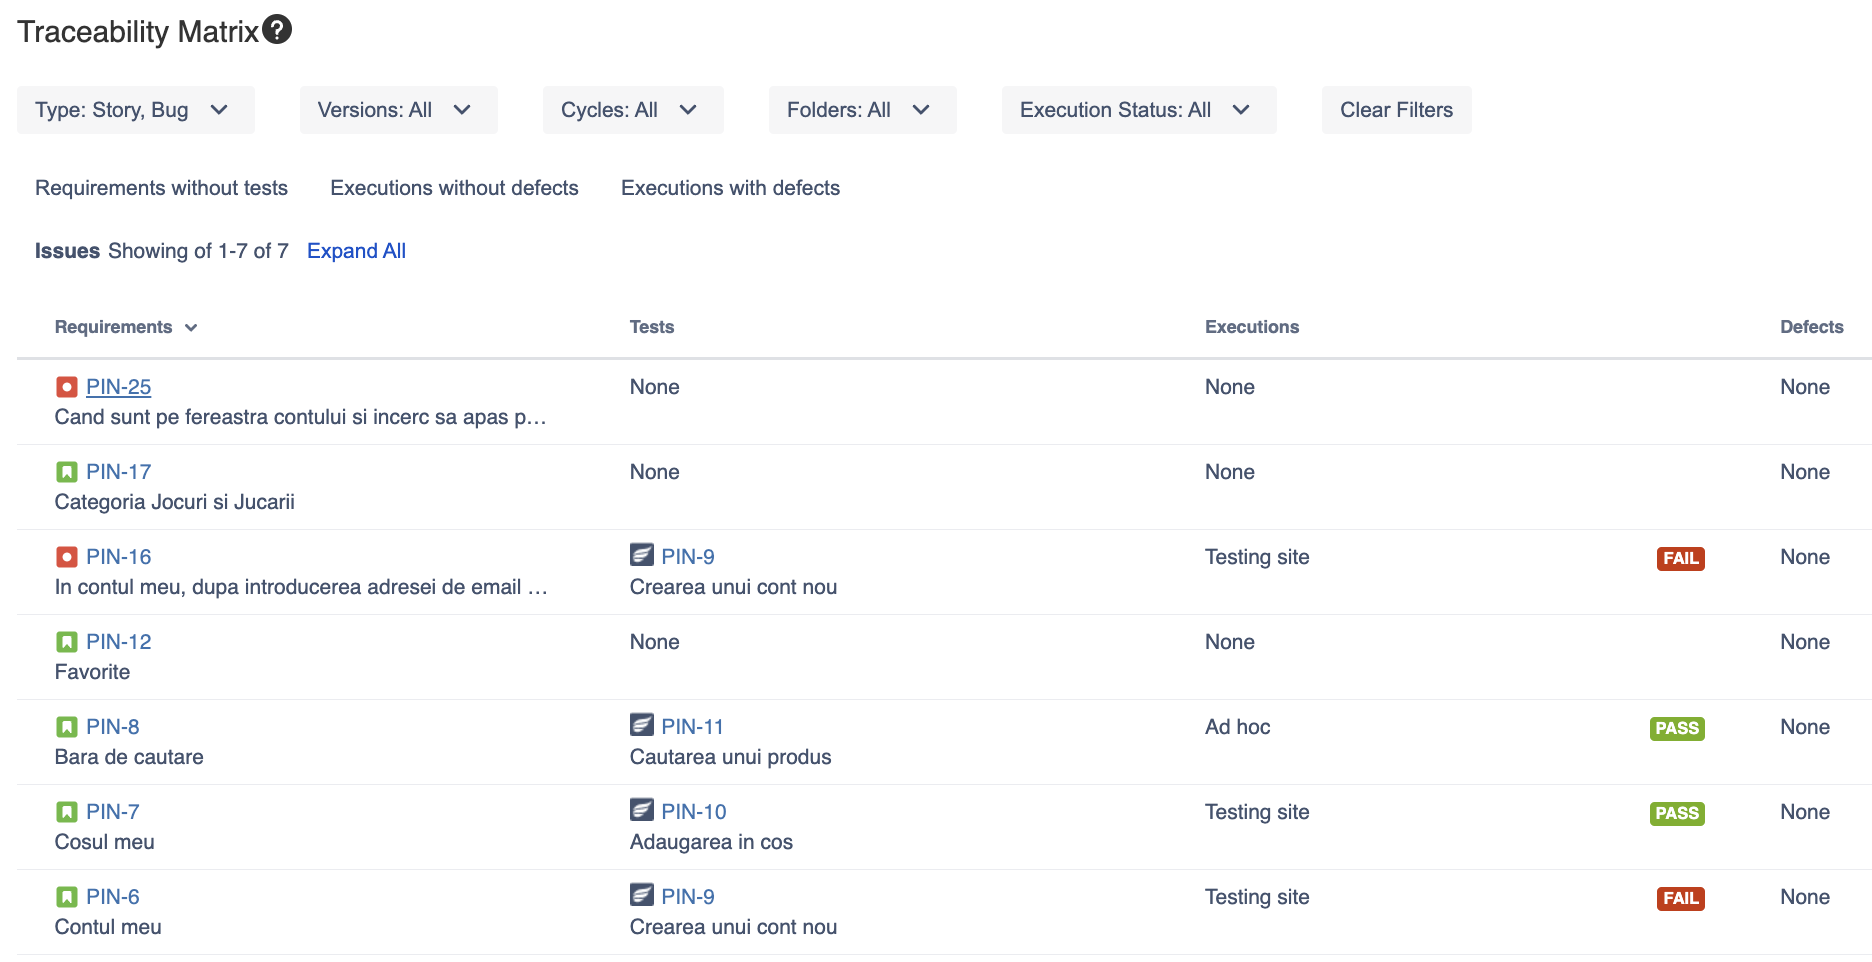 Traceability Matrix?
Type: Story, Bug Versions: All Cycles: All Folders: All Execution Status: All Clear Filters
Requirements without tests Executions without defects Executions with defects
Issues Showing of 1-7 of 7 Expand All
Requirements Tests Executions Defects
PIN-25 None None None
Cand sunt pe fereastra contului si incerc sa apas p…
PIN-17 None None None
Categoria Jocuri si Jucarii
PIN-16 PIN-9 Testing site FAIL None
In contul meu, dupa introducerea adresei de email … Crearea unui cont nou
PIN-12 None None None
Favorite
PIN-8 PIN-11 Ad hoc PASS None
Bara de cautare Cautarea unui produs
PIN-7 PIN-10 Testing site PASS None
Cosul meu Adaugarea in cos
PIN-6 PIN-9 Testing site FAIL None
Contul meu Crearea unui cont nou